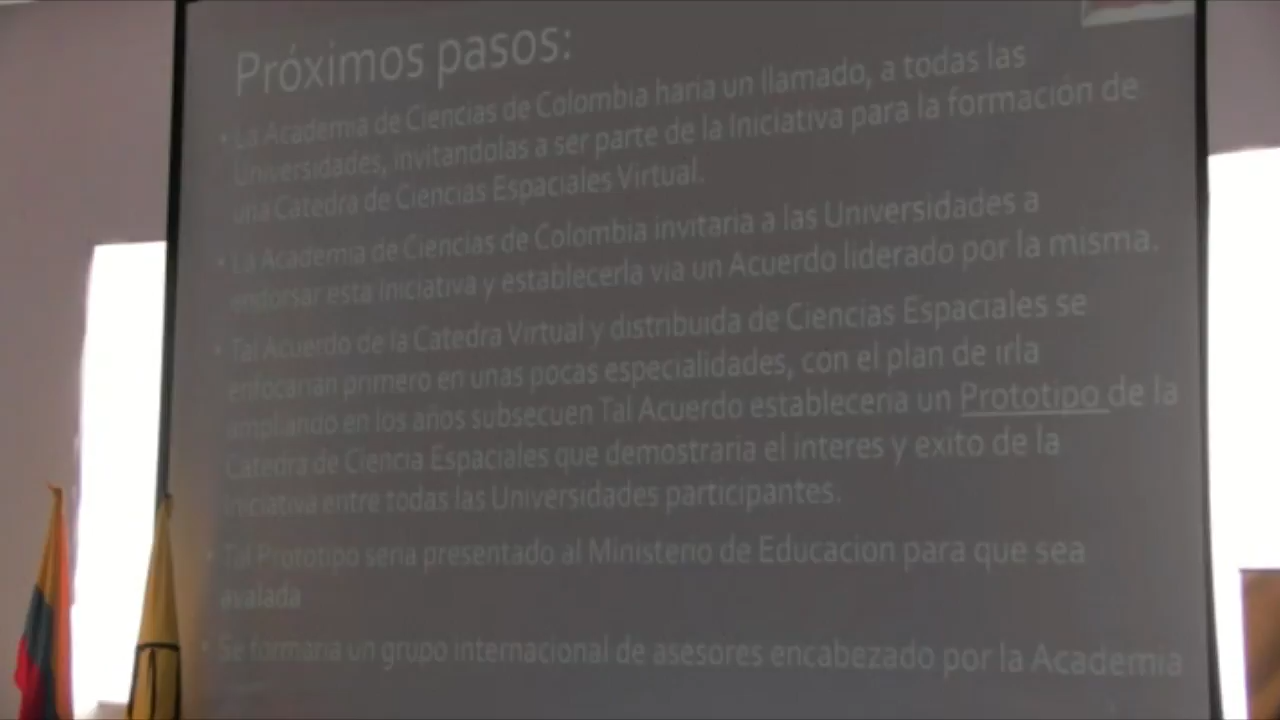 Próximos pasos:
• La Academia de Ciencias de Colombia haria un llamado, a todas las
Universidades, invitandolas a ser parte de la Iniciativa para la formación de
una Catedra de Ciencias Espaciales Virtual.
• La Academia de Ciencias de Colombia invitaria a las Universidades a
endorsar esta iniciativa y establecerla via un Acuerdo liderado por la misma.
• Tal Acuerdo de la Catedra Virtual y distribuida de Ciencias Espaciales se
enfocarian primero en unas pocas especialidades, con el plan de irla
ampliando en los años subsecuen Tal Acuerdo estableceria un Prototipo de la
Catedra de Ciencia Espaciales que demostraria el interes y exito de la
Iniciativa entre todas las Universidades participantes.
• Tal Prototipo seria presentado al Ministerio de Educacion para que sea
avalada
• Se formaria un grupo internacional de asesores encabezado por la Academia